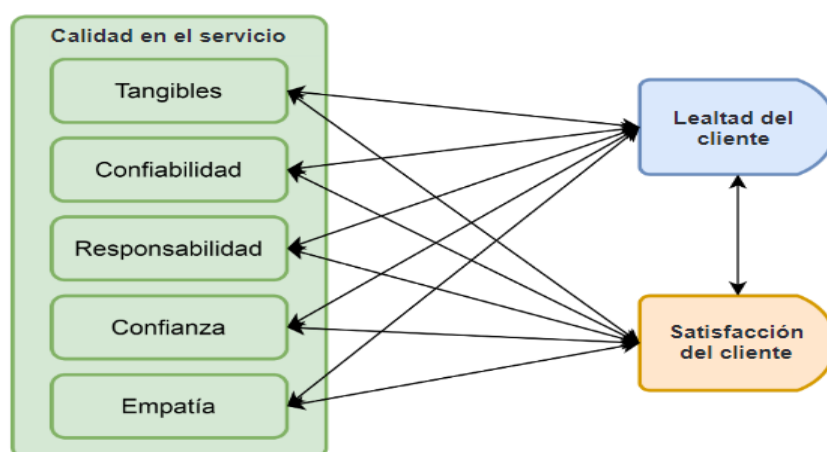 Calidad en el servicio
Tangibles
Confiabilidad
Responsabilidad
Confianza
Empatía
Lealtad del
cliente
Satisfacción
del cliente